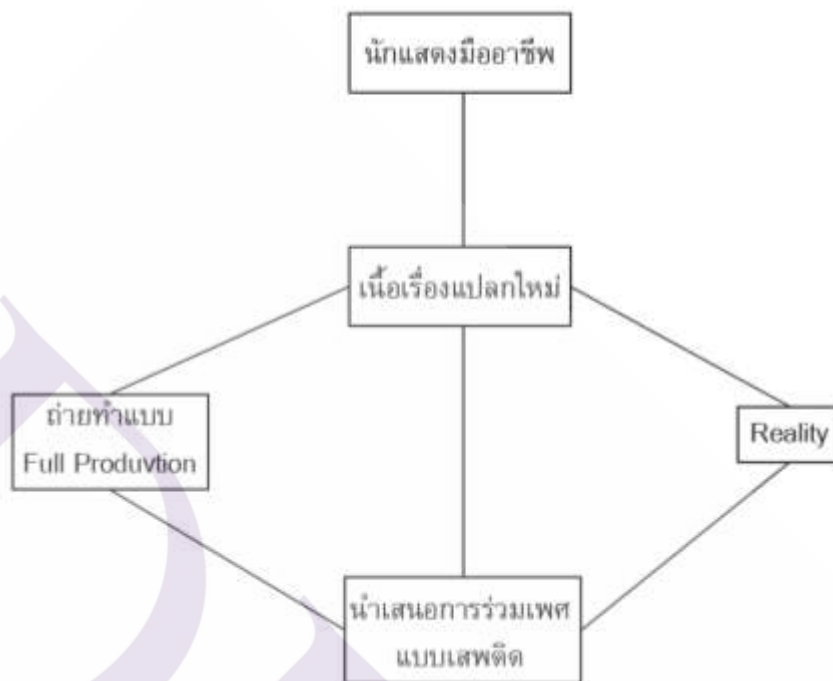 นักแสดงมืออาชีพ
เนื้อเรื่องแปลกใหม่
ถ่ายทำแบบ
Full Produvtion
Reality
นำเสนอการร่วมเพศ
แบบเสพติด